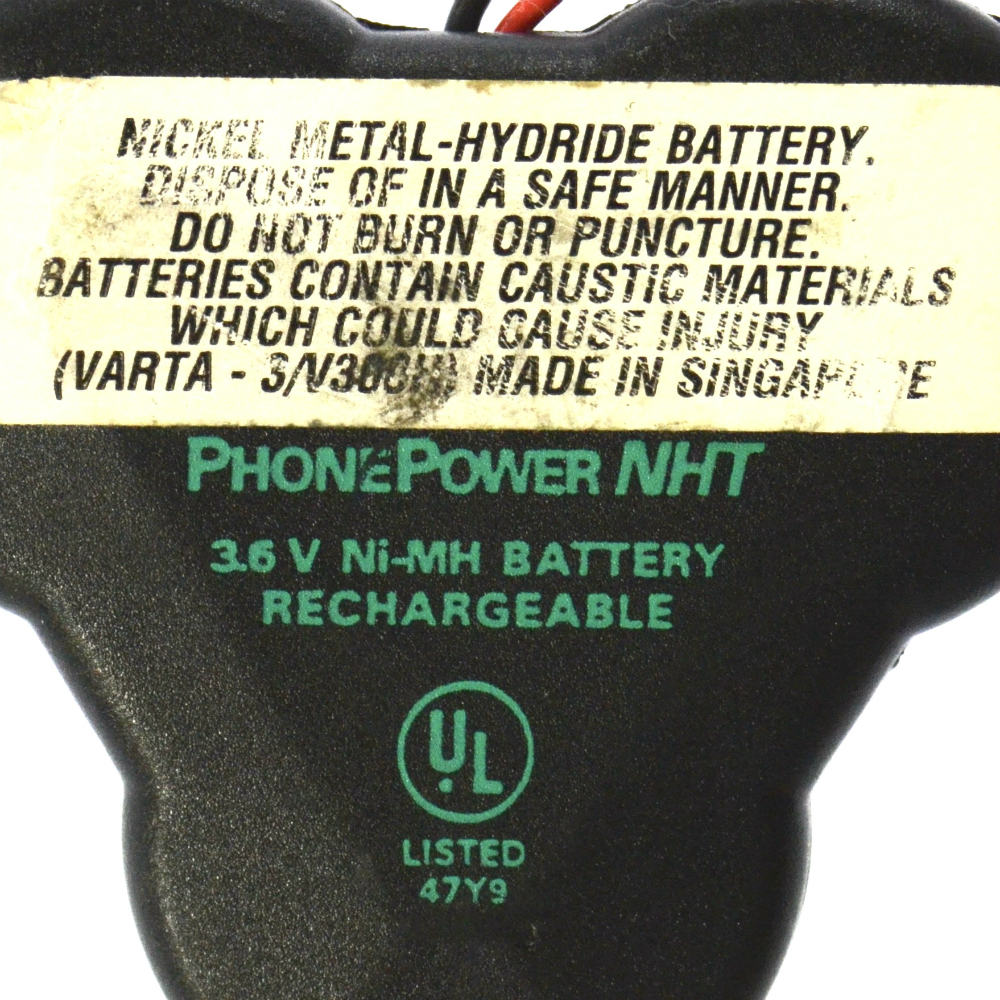 NICKEL METAL-HYDRIDE BATTERY.
DISPOSE OF IN A SAFE MANNER.
DO NOT BURN OR PUNCTURE.
BATTERIES CONTAIN CAUSTIC MATERIALS
WHICH COULD CAUSE INJURY
(VARTA - MADE IN SINGAPORE
PHONEPOWER NHT
3.6 V Ni-MH BATTERY
RECHARGEABLE
UL
LISTED
47Y9